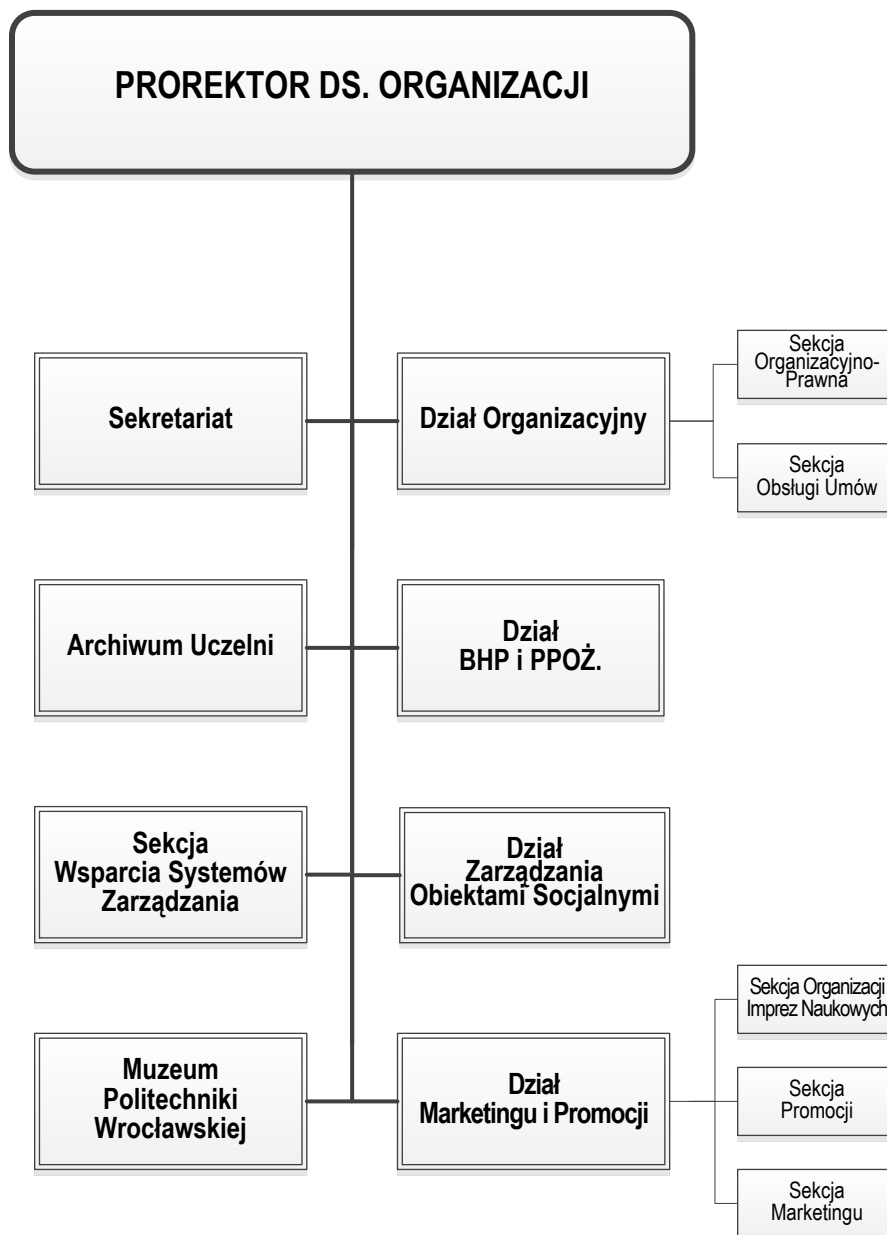 PROREKTOR DS. ORGANIZACJI
Sekretariat
Dział Organizacyjny
Sekcja
Organizacyjno-
Prawna
Sekcja
Obsługi Umów
Archiwum Uczelni
Dział
BHP i PPOŻ.
Sekcja
Wsparcia Systemów
Zarządzania
Dział
Zarządzania
Obiektami Socjalnymi
Muzeum
Politechniki
Wrocławskiej
Dział
Marketingu i Promocji
Sekcja Organizacji
Imprez Naukowych
Sekcja
Promocji
Sekcja
Marketingu